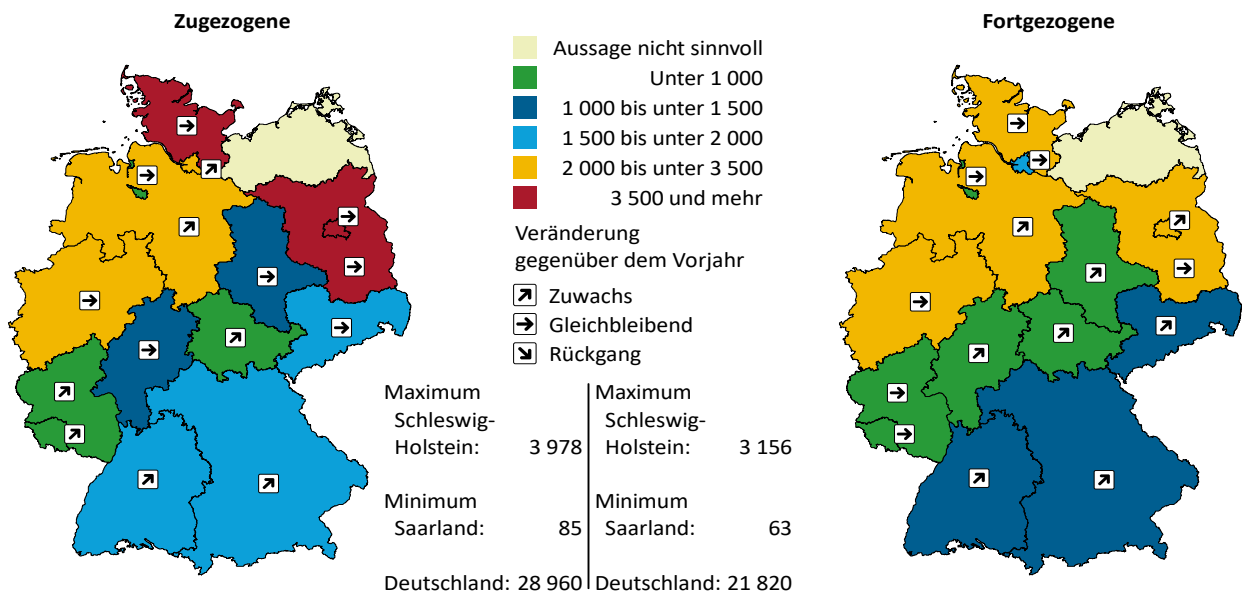 Zugezogene
Fortgezogene
Aussage nicht sinnvoll
Unter 1 000
1 000 bis unter 1 500
1 500 bis unter 2 000
2 000 bis unter 3 500
3 500 und mehr
Veränderung
gegenüber dem Vorjahr
Zuwachs
Gleichbleibend
Rückgang
Maximum
Schleswig-
Holstein: 3 978
Minimum
Saarland: 85
Deutschland: 28 960
Maximum
Schleswig-
Holstein: 3 156
Minimum
Saarland: 63
Deutschland: 21 820